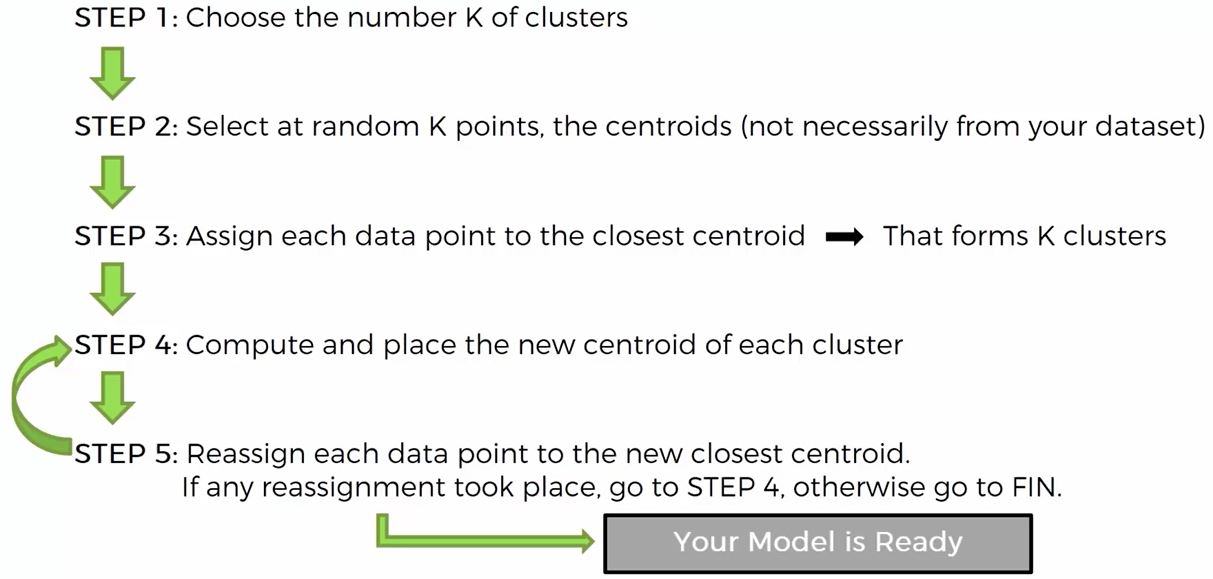 STEP 1: Choose the number K of clusters
STEP 2: Select at random K points, the centroids (not necessarily from your dataset)
STEP 3: Assign each data point to the closest centroid ➡ That forms K clusters
STEP 4: Compute and place the new centroid of each cluster
STEP 5: Reassign each data point to the new closest centroid.
If any reassignment took place, go to STEP 4, otherwise go to FIN.
Your Model is Ready